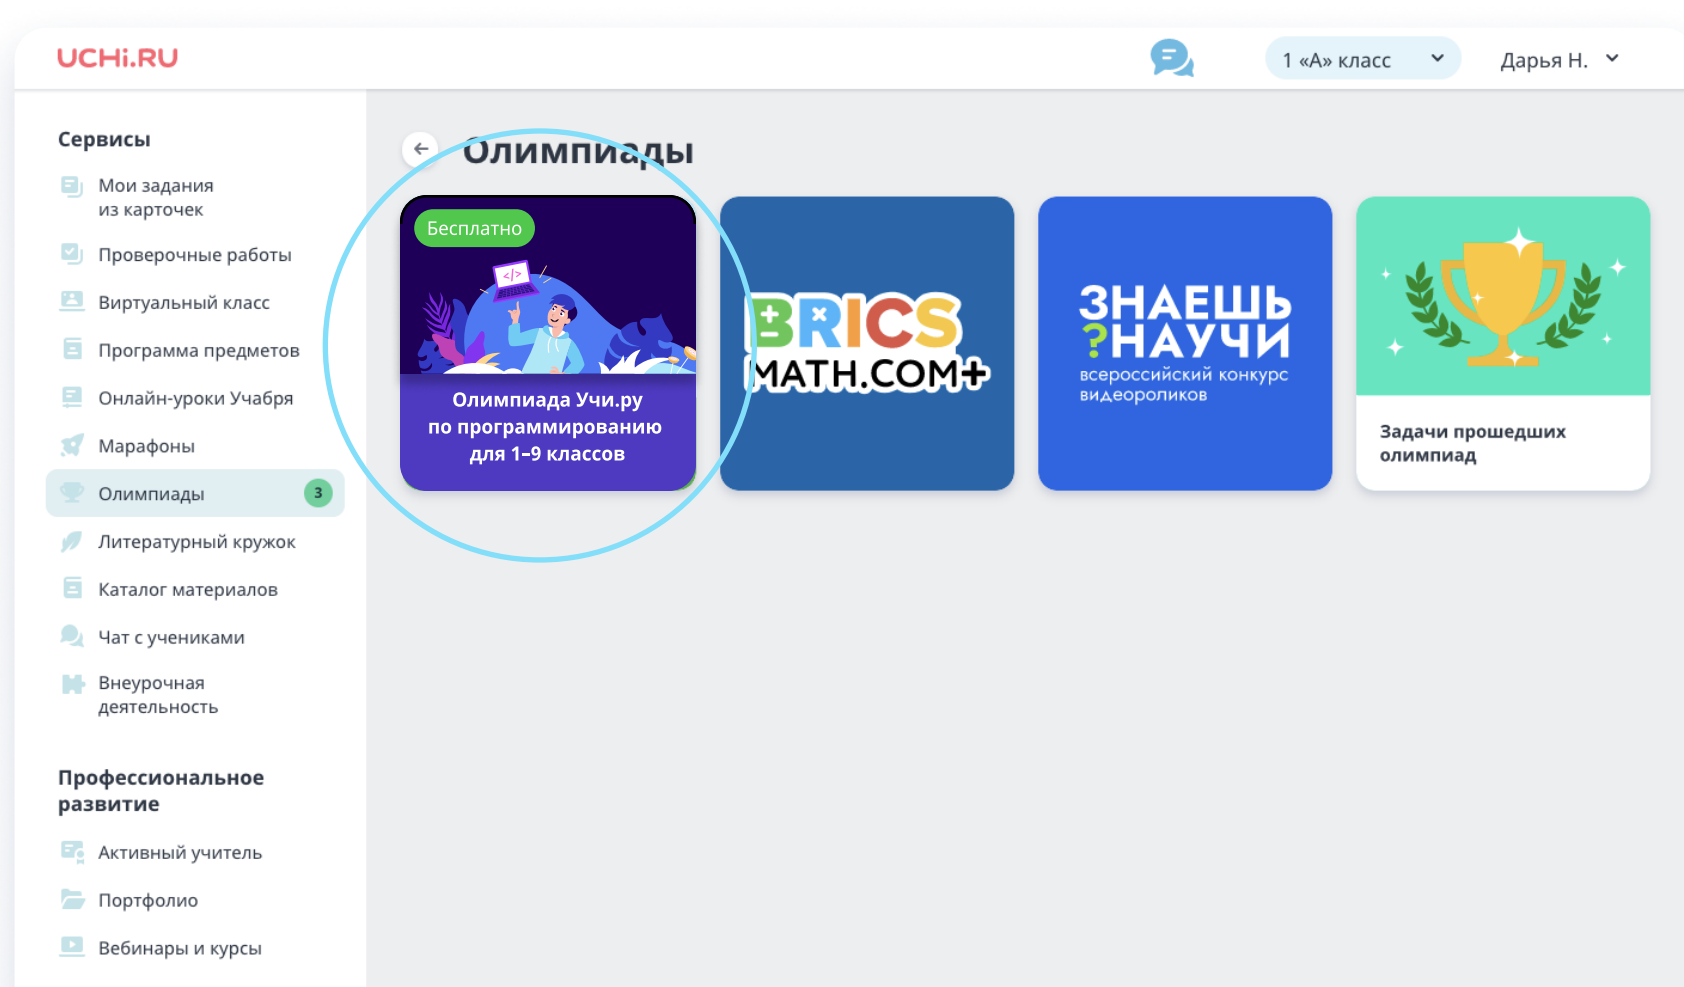 UCHi.RU
1 «А» класс
Дарья Н.
Сервисы
Мои задания
из карточек
Проверочные работы
Виртуальный класс
Программа предметов
Онлайн-уроки Учабря
Марафоны
Олимпиады
3
Литературный кружок
Каталог материалов
Чат с учениками
Внеурочная
деятельность
Профессиональное
развитие
Активный учитель
Портфолио
Вебинары и курсы
Олимпиады
Бесплатно
</>
Олимпиада Учи.ру
по программированию
для 1–9 классов
BRICS
MATH.COM+
ЗНАЕШЬ
?НАУЧИ
всероссийский конкурс
видеороликов
Задачи прошедших
олимпиад